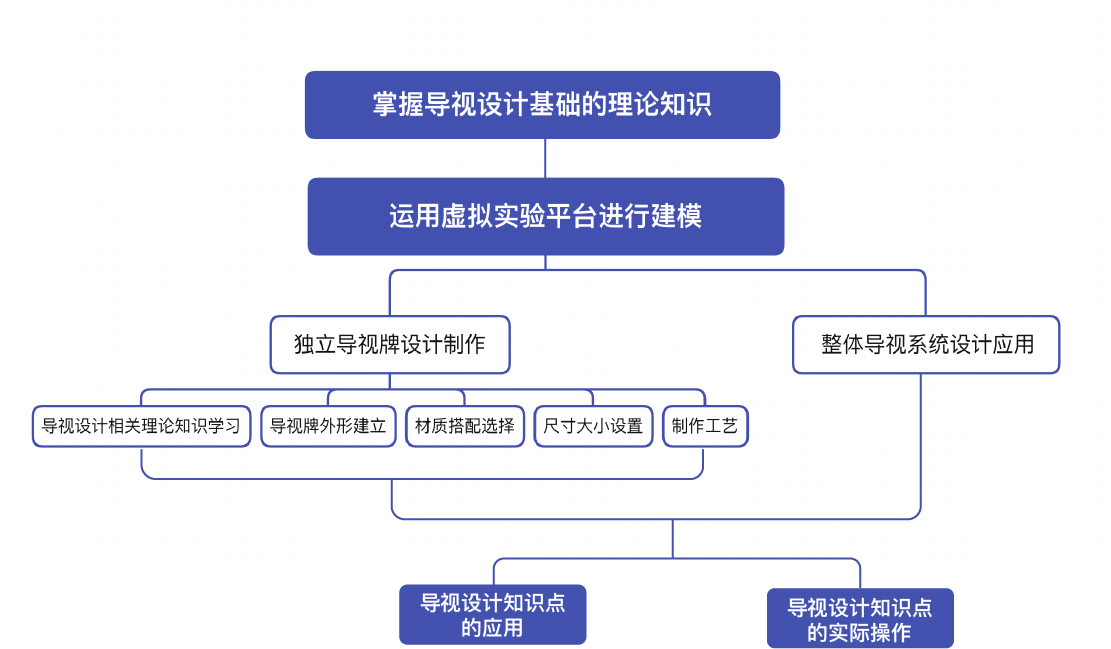 掌握导视设计基础的理论知识
运用虚拟实验平台进行建模
独立导视牌设计制作
整体导视系统设计应用
导视设计相关理论知识学习
导视牌外形建立
材质搭配选择
尺寸大小设置
制作工艺
导视设计知识点
的应用
导视设计知识点
的实际操作